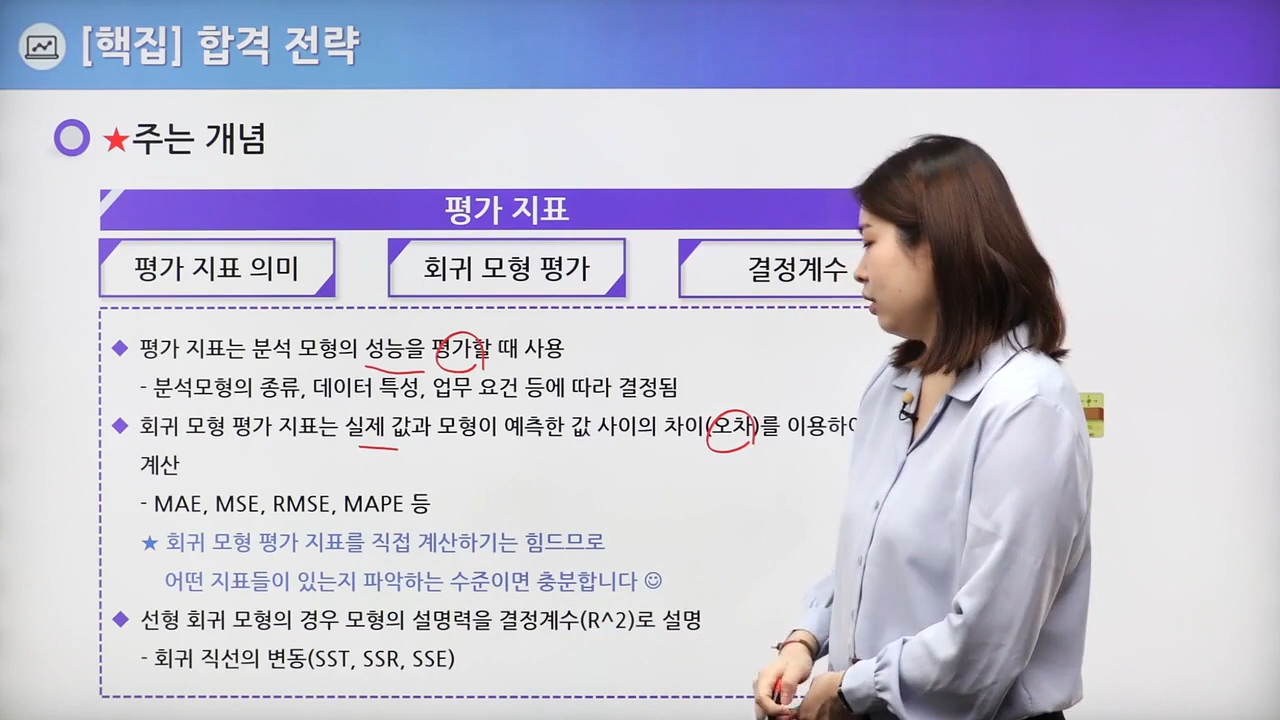 [핵집] 합격 전략
★주는 개념
평가 지표
평가 지표 의미
회귀 모형 평가
결정계수
◆ 평가 지표는 분석 모형의 성능을 평가할 때 사용
- 분석모형의 종류, 데이터 특성, 업무 요건 등에 따라 결정됨
◆ 회귀 모형 평가 지표는 실제 값과 모형이 예측한 값 사이의 차이(오차)를 이용하여
계산
- MAE, MSE, RMSE, MAPE 등
★ 회귀 모형 평가 지표를 직접 계산하기는 힘드므로
어떤 지표들이 있는지 파악하는 수준이면 충분합니다 ☺
◆ 선형 회귀 모형의 경우 모형의 설명력을 결정계수(R^2)로 설명
- 회귀 직선의 변동(SST, SSR, SSE)